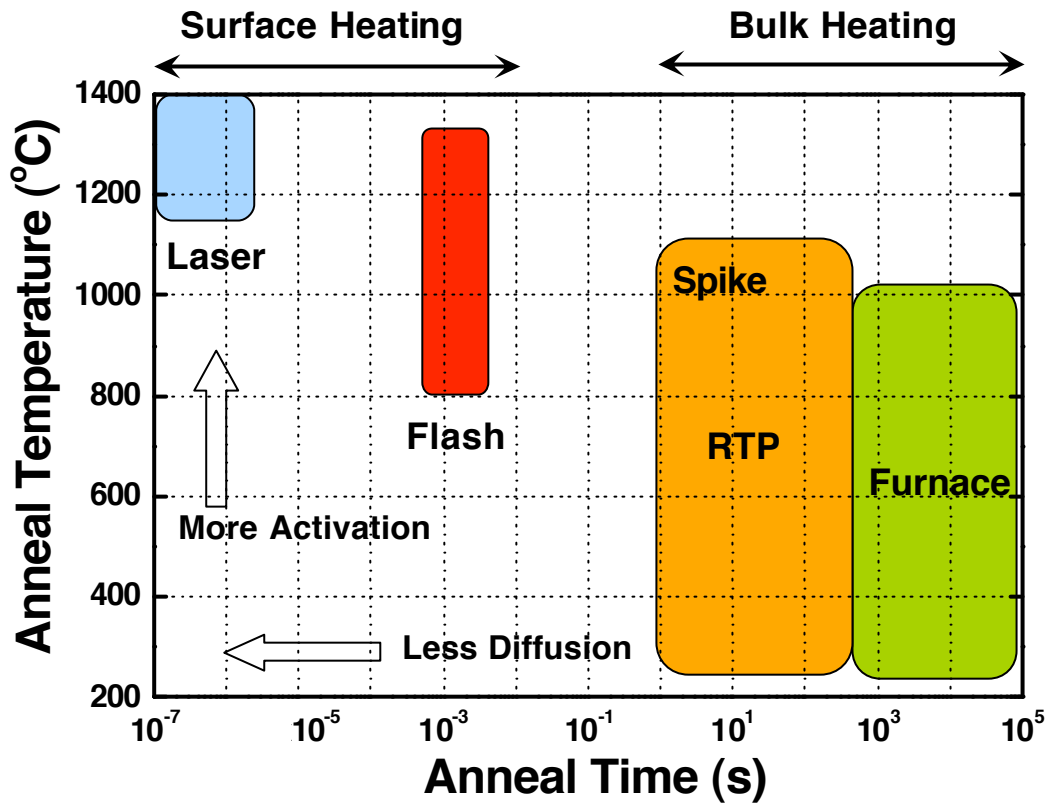 Surface Heating
Bulk Heating
1400
1200
1000
800
600
400
200
Anneal Temperature (°C)
Laser
Flash
Spike
RTP
Furnace
More Activation
Less Diffusion
10⁻⁷
10⁻⁵
10⁻³
10⁻¹
10¹
10³
10⁵
Anneal Time (s)